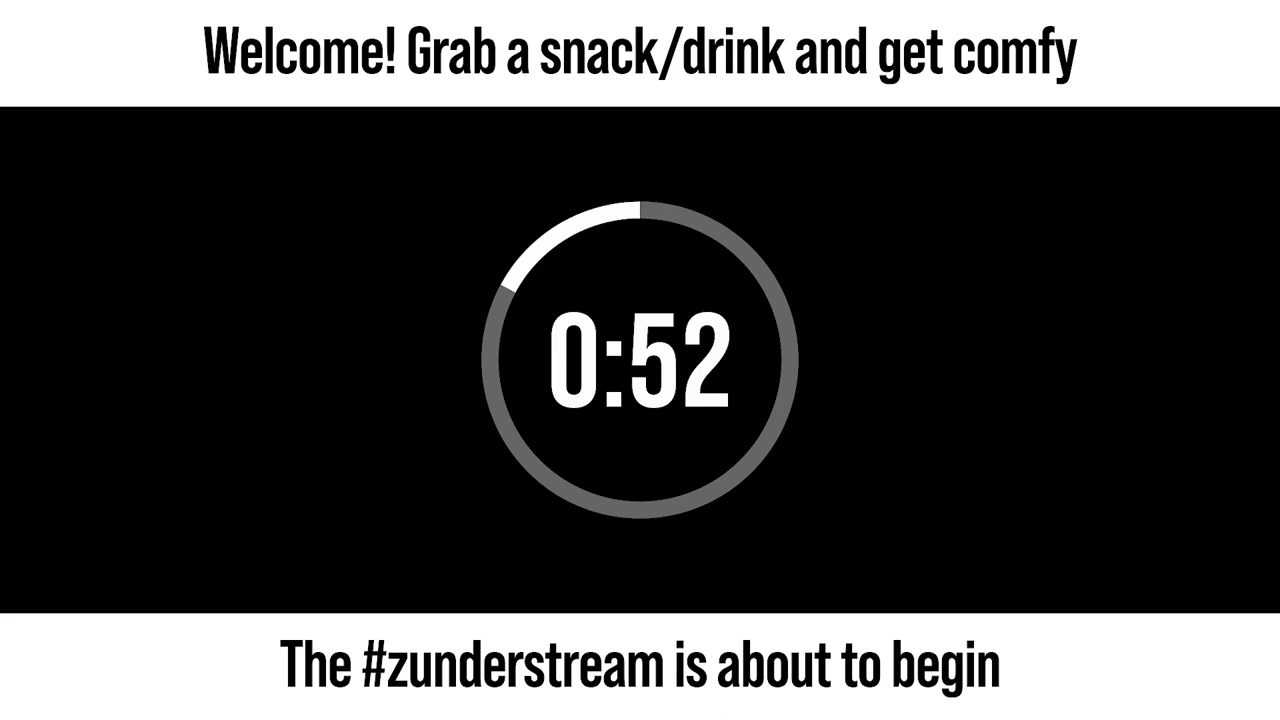 Welcome! Grab a snack/drink and get comfy
0:52
The #zunderstream is about to begin